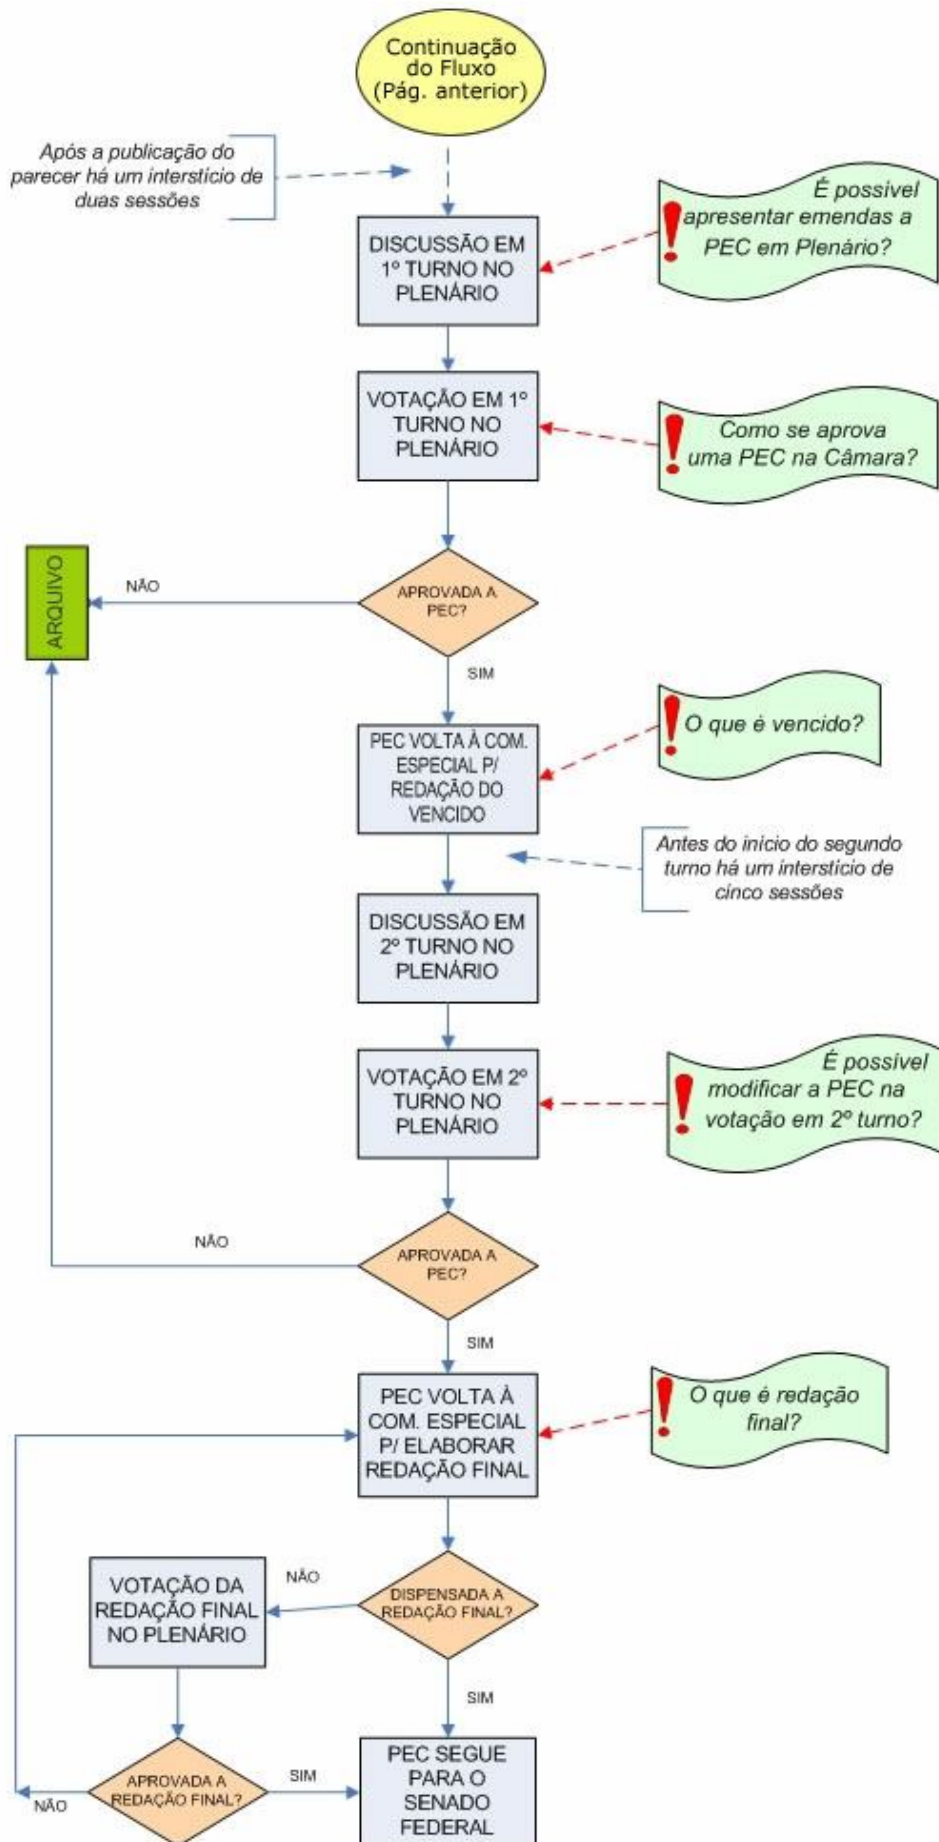 Continuação
do Fluxo
(Pág. anterior)
Após a publicação do
parecer há um interstício de
duas sessões
É possível
apresentar emendas a
PEC em Plenário?
DISCUSSÃO EM
1º TURNO NO
PLENÁRIO
VOTAÇÃO EM 1º
TURNO NO
PLENÁRIO
Como se aprova
uma PEC na Câmara?
ARQUIVO
NÃO
APROVADA A
PEC?
SIM
O que é vencido?
PEC VOLTA À COM.
ESPECIAL P/
REDAÇÃO DO
VENCIDO
Antes do início do segundo
turno há um interstício de
cinco sessões
DISCUSSÃO EM
2º TURNO NO
PLENÁRIO
VOTAÇÃO EM 2º
TURNO NO
PLENÁRIO
É possível
modificar a PEC na
votação em 2º turno?
NÃO
APROVADA A
PEC?
SIM
PEC VOLTA À
COM. ESPECIAL
P/ ELABORAR
REDAÇÃO FINAL
O que é redação
final?
VOTAÇÃO DA
REDAÇÃO FINAL
NO PLENÁRIO
NÃO
DISPENSADA A
REDAÇÃO FINAL?
SIM
NÃO
APROVADA A
REDAÇÃO FINAL?
SIM
PEC SEGUE
PARA O
SENADO
FEDERAL